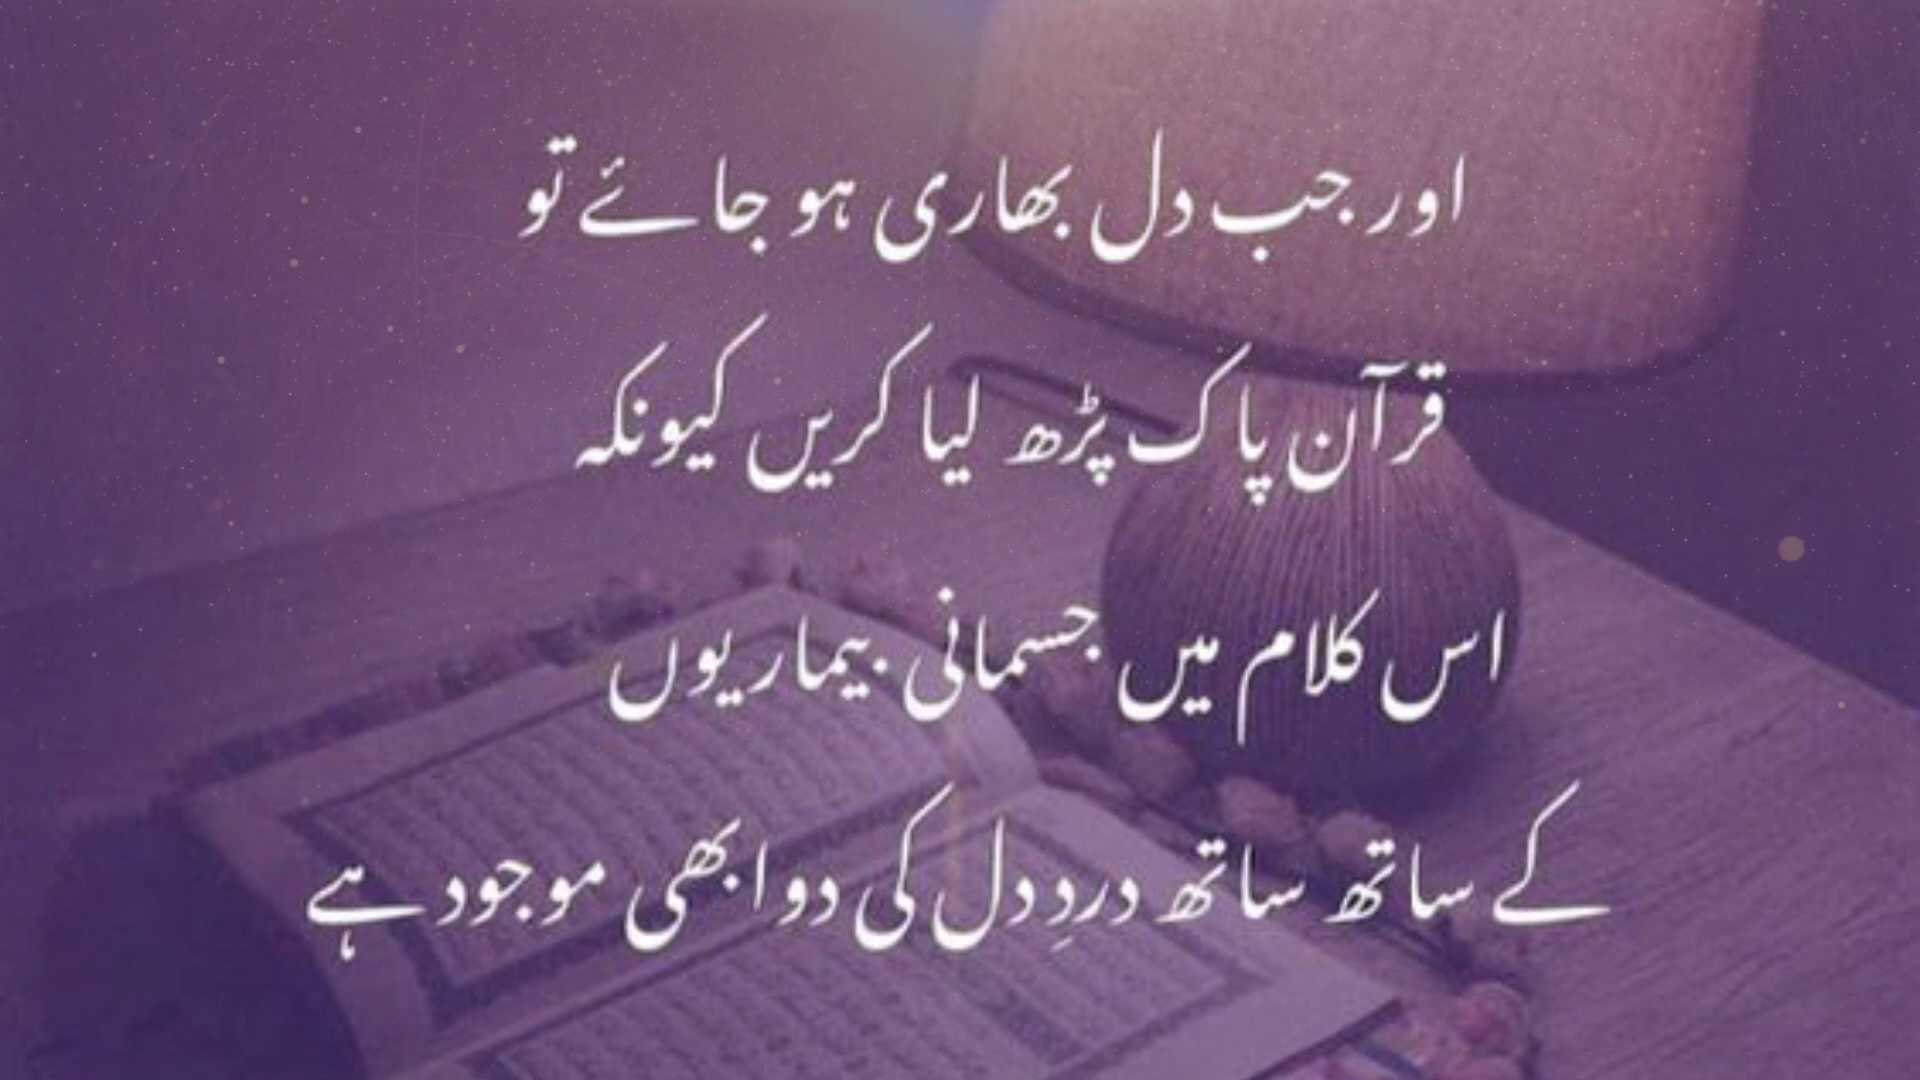 اور جب دل بھاری ہو جائے تو
قرآن پاک پڑھ لیا کریں کیونکہ
اس کلام میں جسمانی بیماریوں
کے ساتھ ساتھ دردِ دل کی دوا بھی موجود ہے